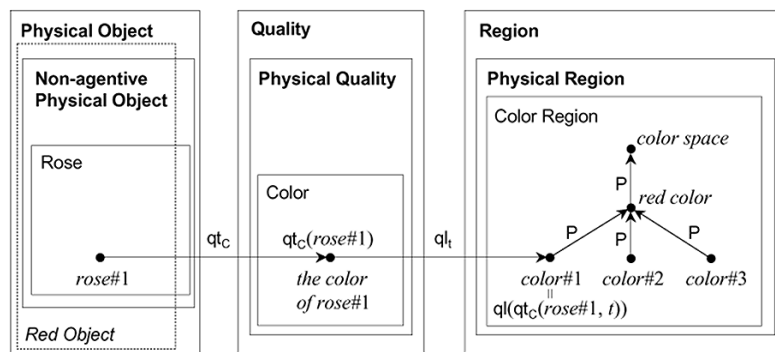 Physical Object
Non-agentive
Physical Object
Rose
rose#1
Red Object
qtC
Quality
Physical Quality
Color
qtC(rose#1)
the color
of rose#1
qlt
Region
Physical Region
Color Region
color space
P
red color
P
P
P
color#1
color#2
color#3
=
ql(qtC(rose#1, t))